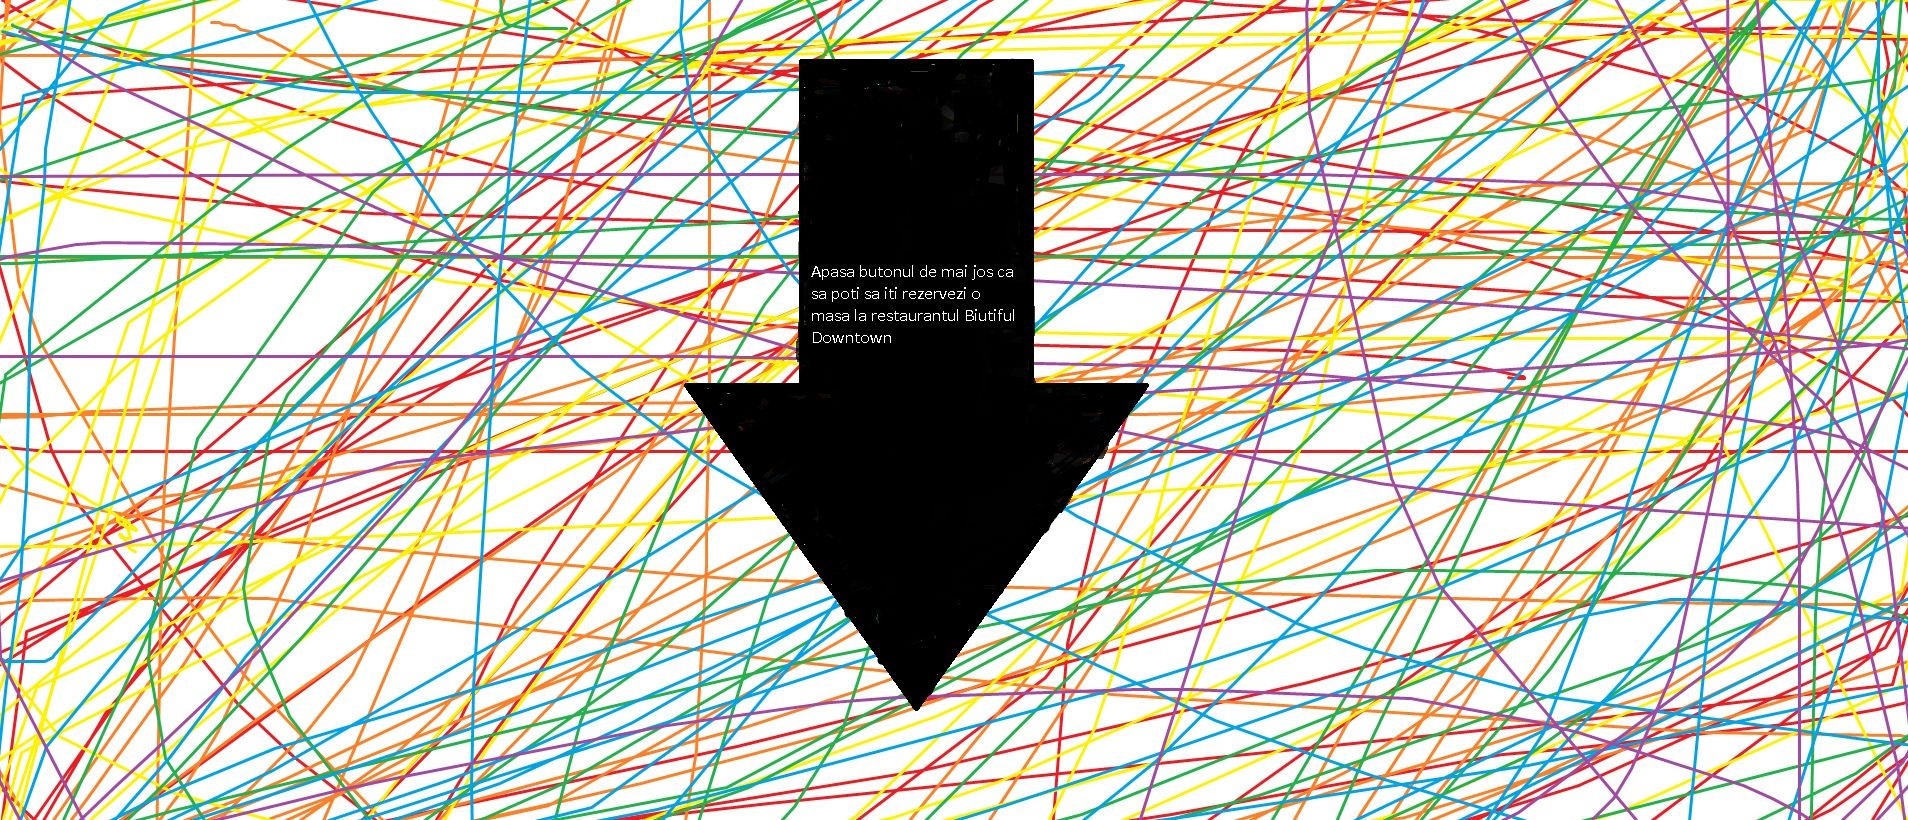 Apasa butonul de mai jos ca
sa poti sa iti rezervezi o
masa la restaurantul Biutiful
Downtown